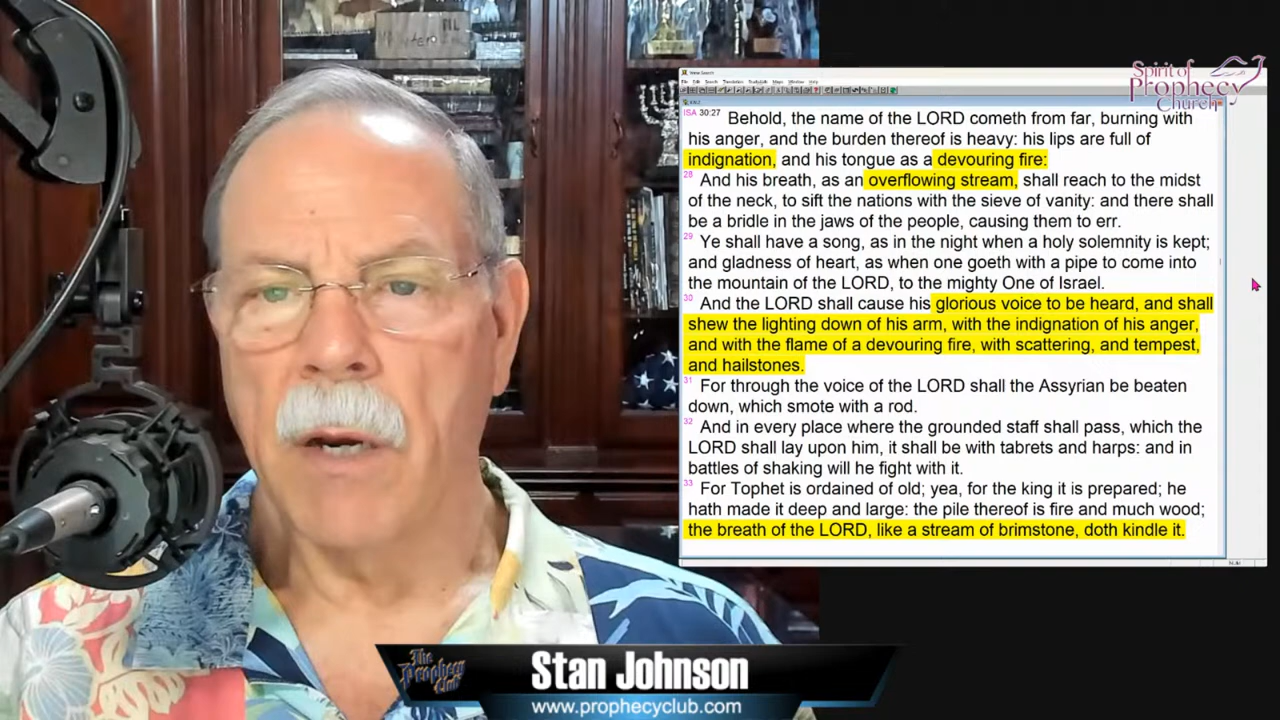 Spirit of
Prophecy
Church
ISA 30:27 Behold, the name of the LORD cometh from far, burning with
his anger, and the burden thereof is heavy: his lips are full of
indignation, and his tongue as a devouring fire:
28 And his breath, as an overflowing stream, shall reach to the midst
of the neck, to sift the nations with the sieve of vanity: and there shall
be a bridle in the jaws of the people, causing them to err.
29 Ye shall have a song, as in the night when a holy solemnity is kept;
and gladness of heart, as when one goeth with a pipe to come into
the mountain of the LORD, to the mighty One of Israel.
30 And the LORD shall cause his glorious voice to be heard, and shall
shew the lighting down of his arm, with the indignation of his anger,
and with the flame of a devouring fire, with scattering, and tempest,
and hailstones.
31 For through the voice of the LORD shall the Assyrian be beaten
down, which smote with a rod.
32 And in every place where the grounded staff shall pass, which the
LORD shall lay upon him, it shall be with tabrets and harps: and in
battles of shaking will he fight with it.
33 For Tophet is ordained of old; yea, for the king it is prepared; he
hath made it deep and large: the pile thereof is fire and much wood;
the breath of the LORD, like a stream of brimstone, doth kindle it.
The
Prophecy
Club
Stan Johnson
www.prophecyclub.com